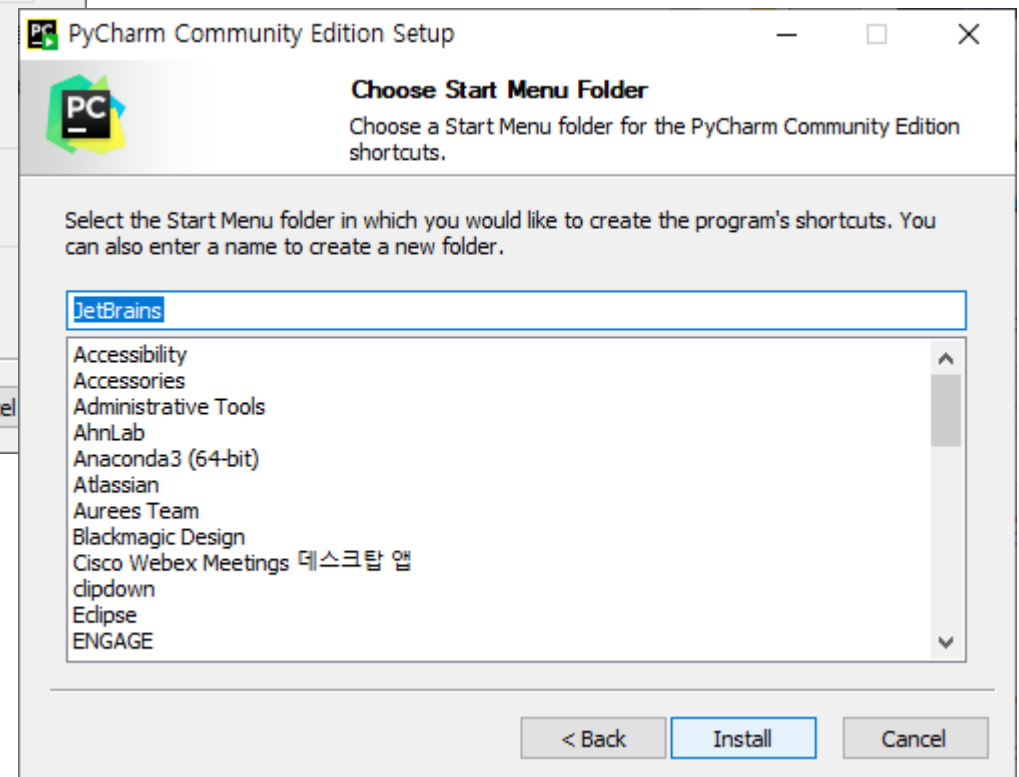 PyCharm Community Edition Setup
PC
Choose Start Menu Folder
Choose a Start Menu folder for the PyCharm Community Edition
shortcuts.
Select the Start Menu folder in which you would like to create the program's shortcuts. You
can also enter a name to create a new folder.
JetBrains
Accessibility
Accessories
Administrative Tools
AhnLab
Anaconda3 (64-bit)
Atlassian
Aurees Team
Blackmagic Design
Cisco Webex Meetings 데스크탑 앱
clipdown
Eclipse
ENGAGE
el
< Back Install Cancel